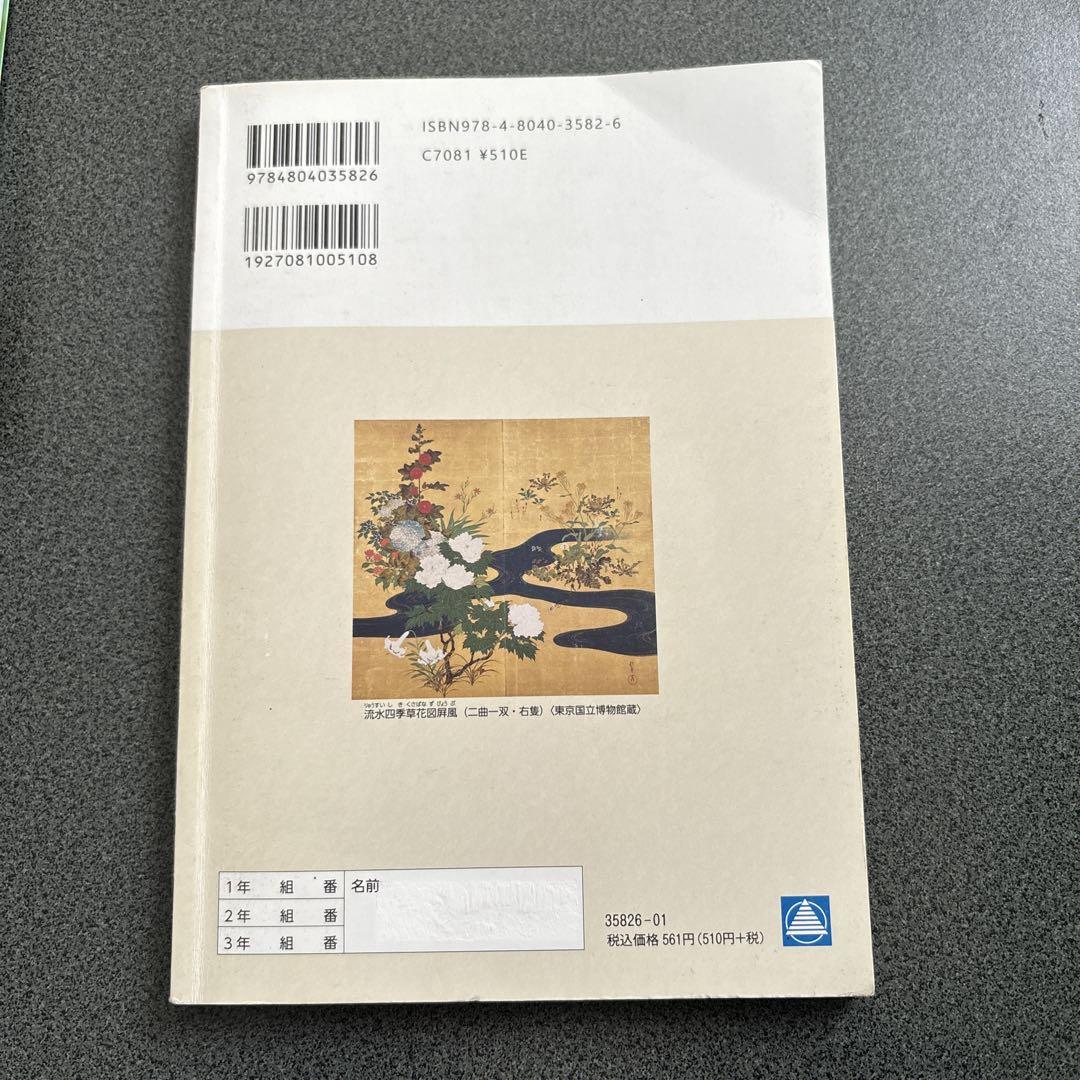 ISBN978-4-8040-3582-6
C7081 ¥510E
9784804035826
1927081005108
りゅうすい し き くさばな ず びょう ぶ
流水四季草花図屏風（二曲一双・右隻）〈東京国立博物館蔵〉
1年 組 番 名前
2年 組 番
3年 組 番
35826-01
税込価格 561円（510円+税）